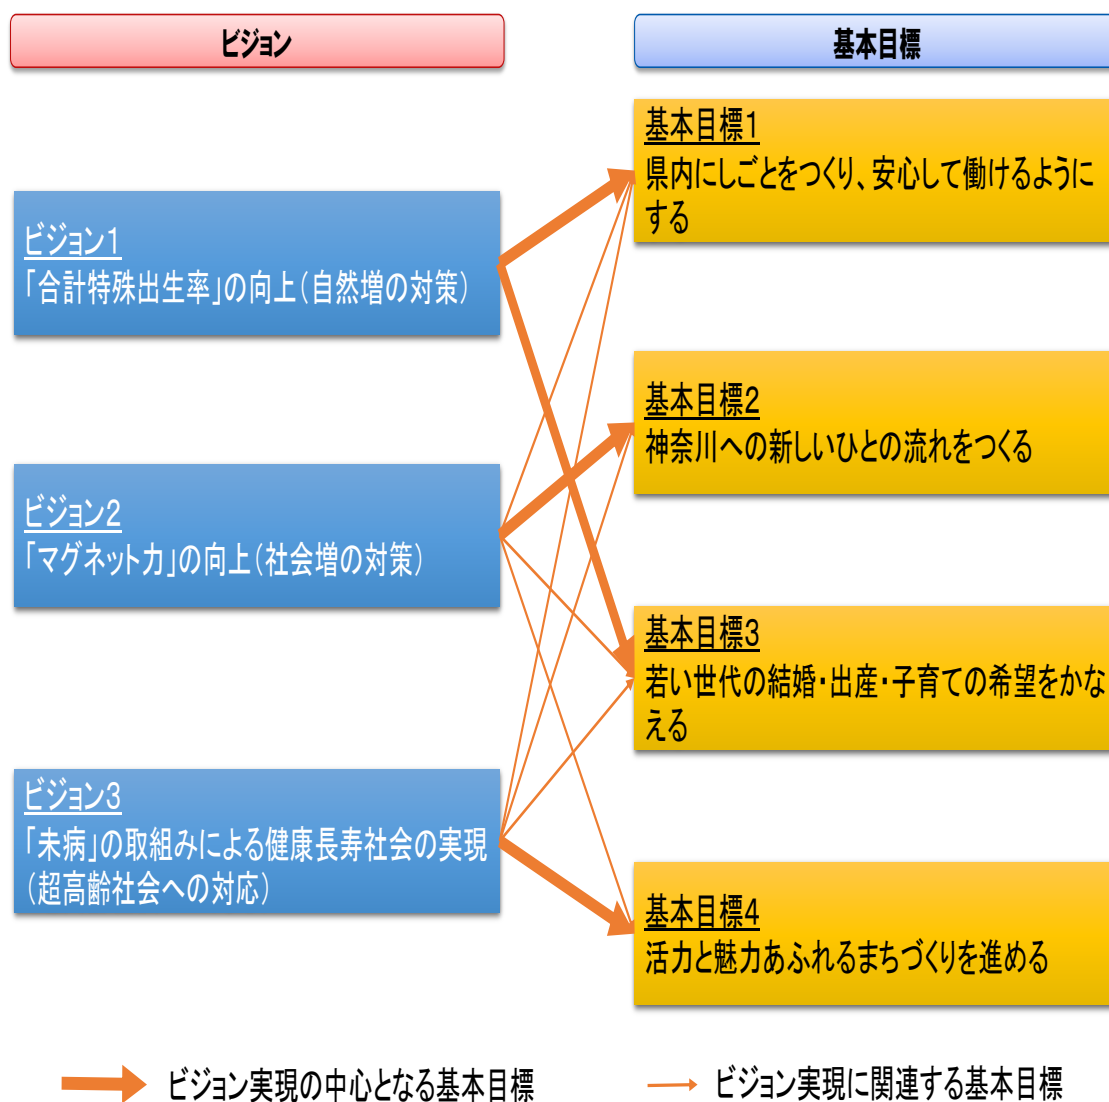 ビジョン
基本目標
基本目標1
県内にしごとをつくり、安心して働けるように
する
ビジョン1
「合計特殊出生率」の向上(自然増の対策)
基本目標2
神奈川への新しいひとの流れをつくる
ビジョン2
「マグネット力」の向上(社会増の対策)
基本目標3
若い世代の結婚・出産・子育ての希望をかな
える
ビジョン3
「未病」の取組みによる健康長寿社会の実現
(超高齢社会への対応)
基本目標4
活力と魅力あふれるまちづくりを進める
ビジョン実現の中心となる基本目標
ビジョン実現に関連する基本目標